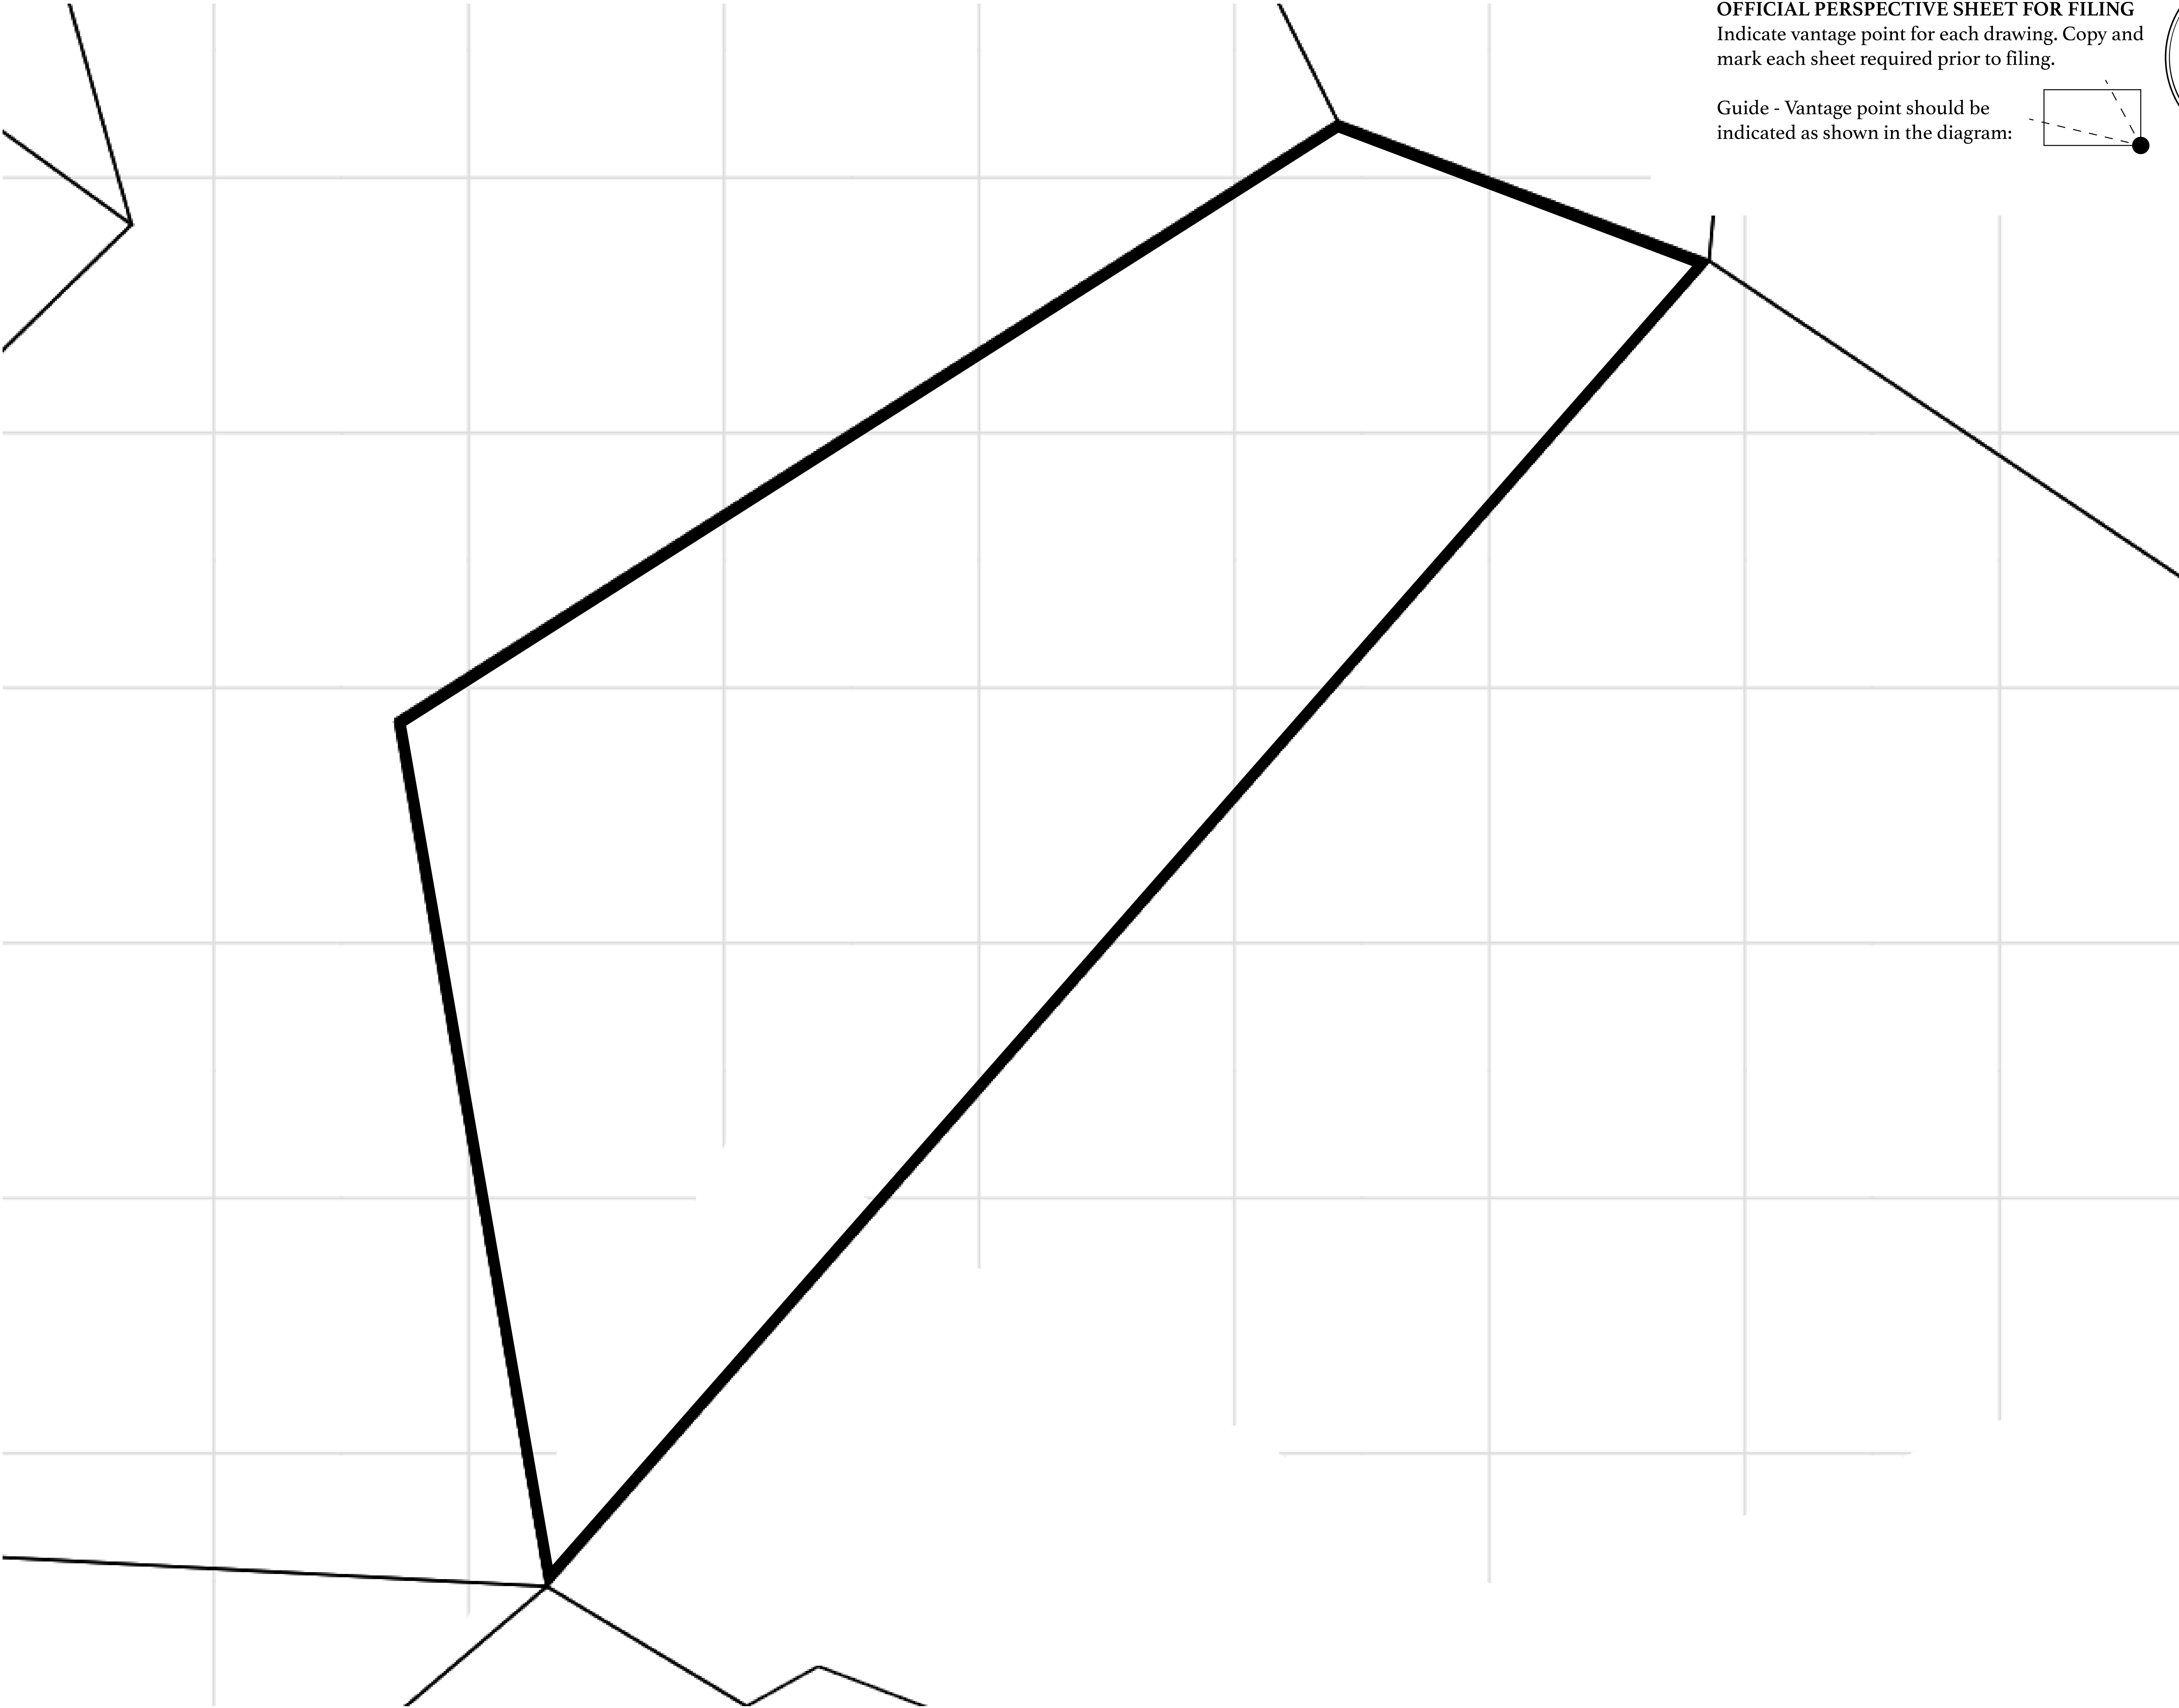 OFFICIAL PERSPECTIVE SHEET FOR FILING
Indicate vantage point for each drawing. Copy and
mark each sheet required prior to filing.
Guide - Vantage point should be
indicated as shown in the diagram: